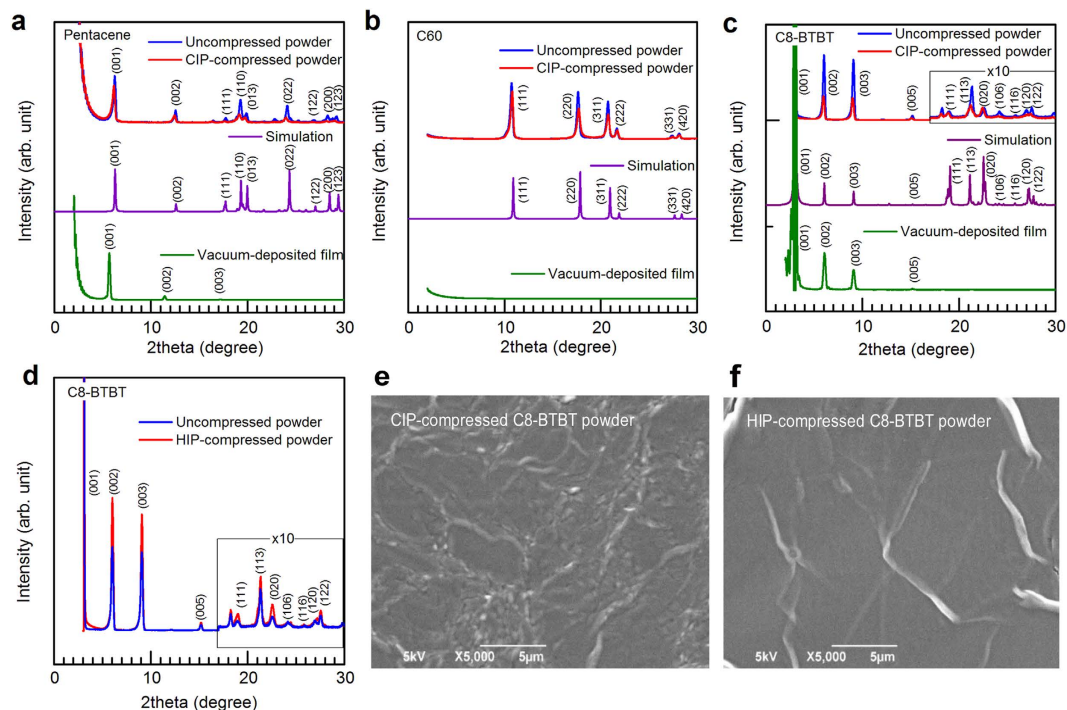 a
Pentacene
Uncompressed powder
CIP-compressed powder
(001)
(002)
(111)
(110)
(013)
(022)
(122)
(200)
(123)
Simulation
(001)
(002)
(111)
(110)
(013)
(022)
(122)
(200)
(123)
Vacuum-deposited film
(001)
(002)
(003)
Intensity (arb. unit)
0 10 20 30
2theta (degree)
b
C60
Uncompressed powder
CIP-compressed powder
(111)
(220)
(311)
(222)
(331)
(420)
Simulation
(111)
(220)
(311)
(222)
(331)
(420)
Vacuum-deposited film
Intensity (arb. unit)
0 10 20 30
2theta (degree)
c
C8-BTBT
Uncompressed powder
CIP-compressed powder
x10
(001)
(002)
(003)
(005)
(111)
(113)
(020)
(106)
(116)
(120)
(122)
Simulation
(001)
(002)
(003)
(005)
(111)
(113)
(020)
(106)
(116)
(120)
(122)
Vacuum-deposited film
(001)
(002)
(003)
(005)
Intensity (arb. unit)
0 10 20 30
2theta (degree)
d
C8-BTBT
Uncompressed powder
HIP-compressed powder
x10
(001)
(002)
(003)
(005)
(111)
(113)
(020)
(106)
(116)
(120)
(122)
Intensity (arb. unit)
0 10 20 30
2theta (degree)
e
CIP-compressed C8-BTBT powder
5kV X5,000 5μm
f
HIP-compressed C8-BTBT powder
5kV X5,000 5μm